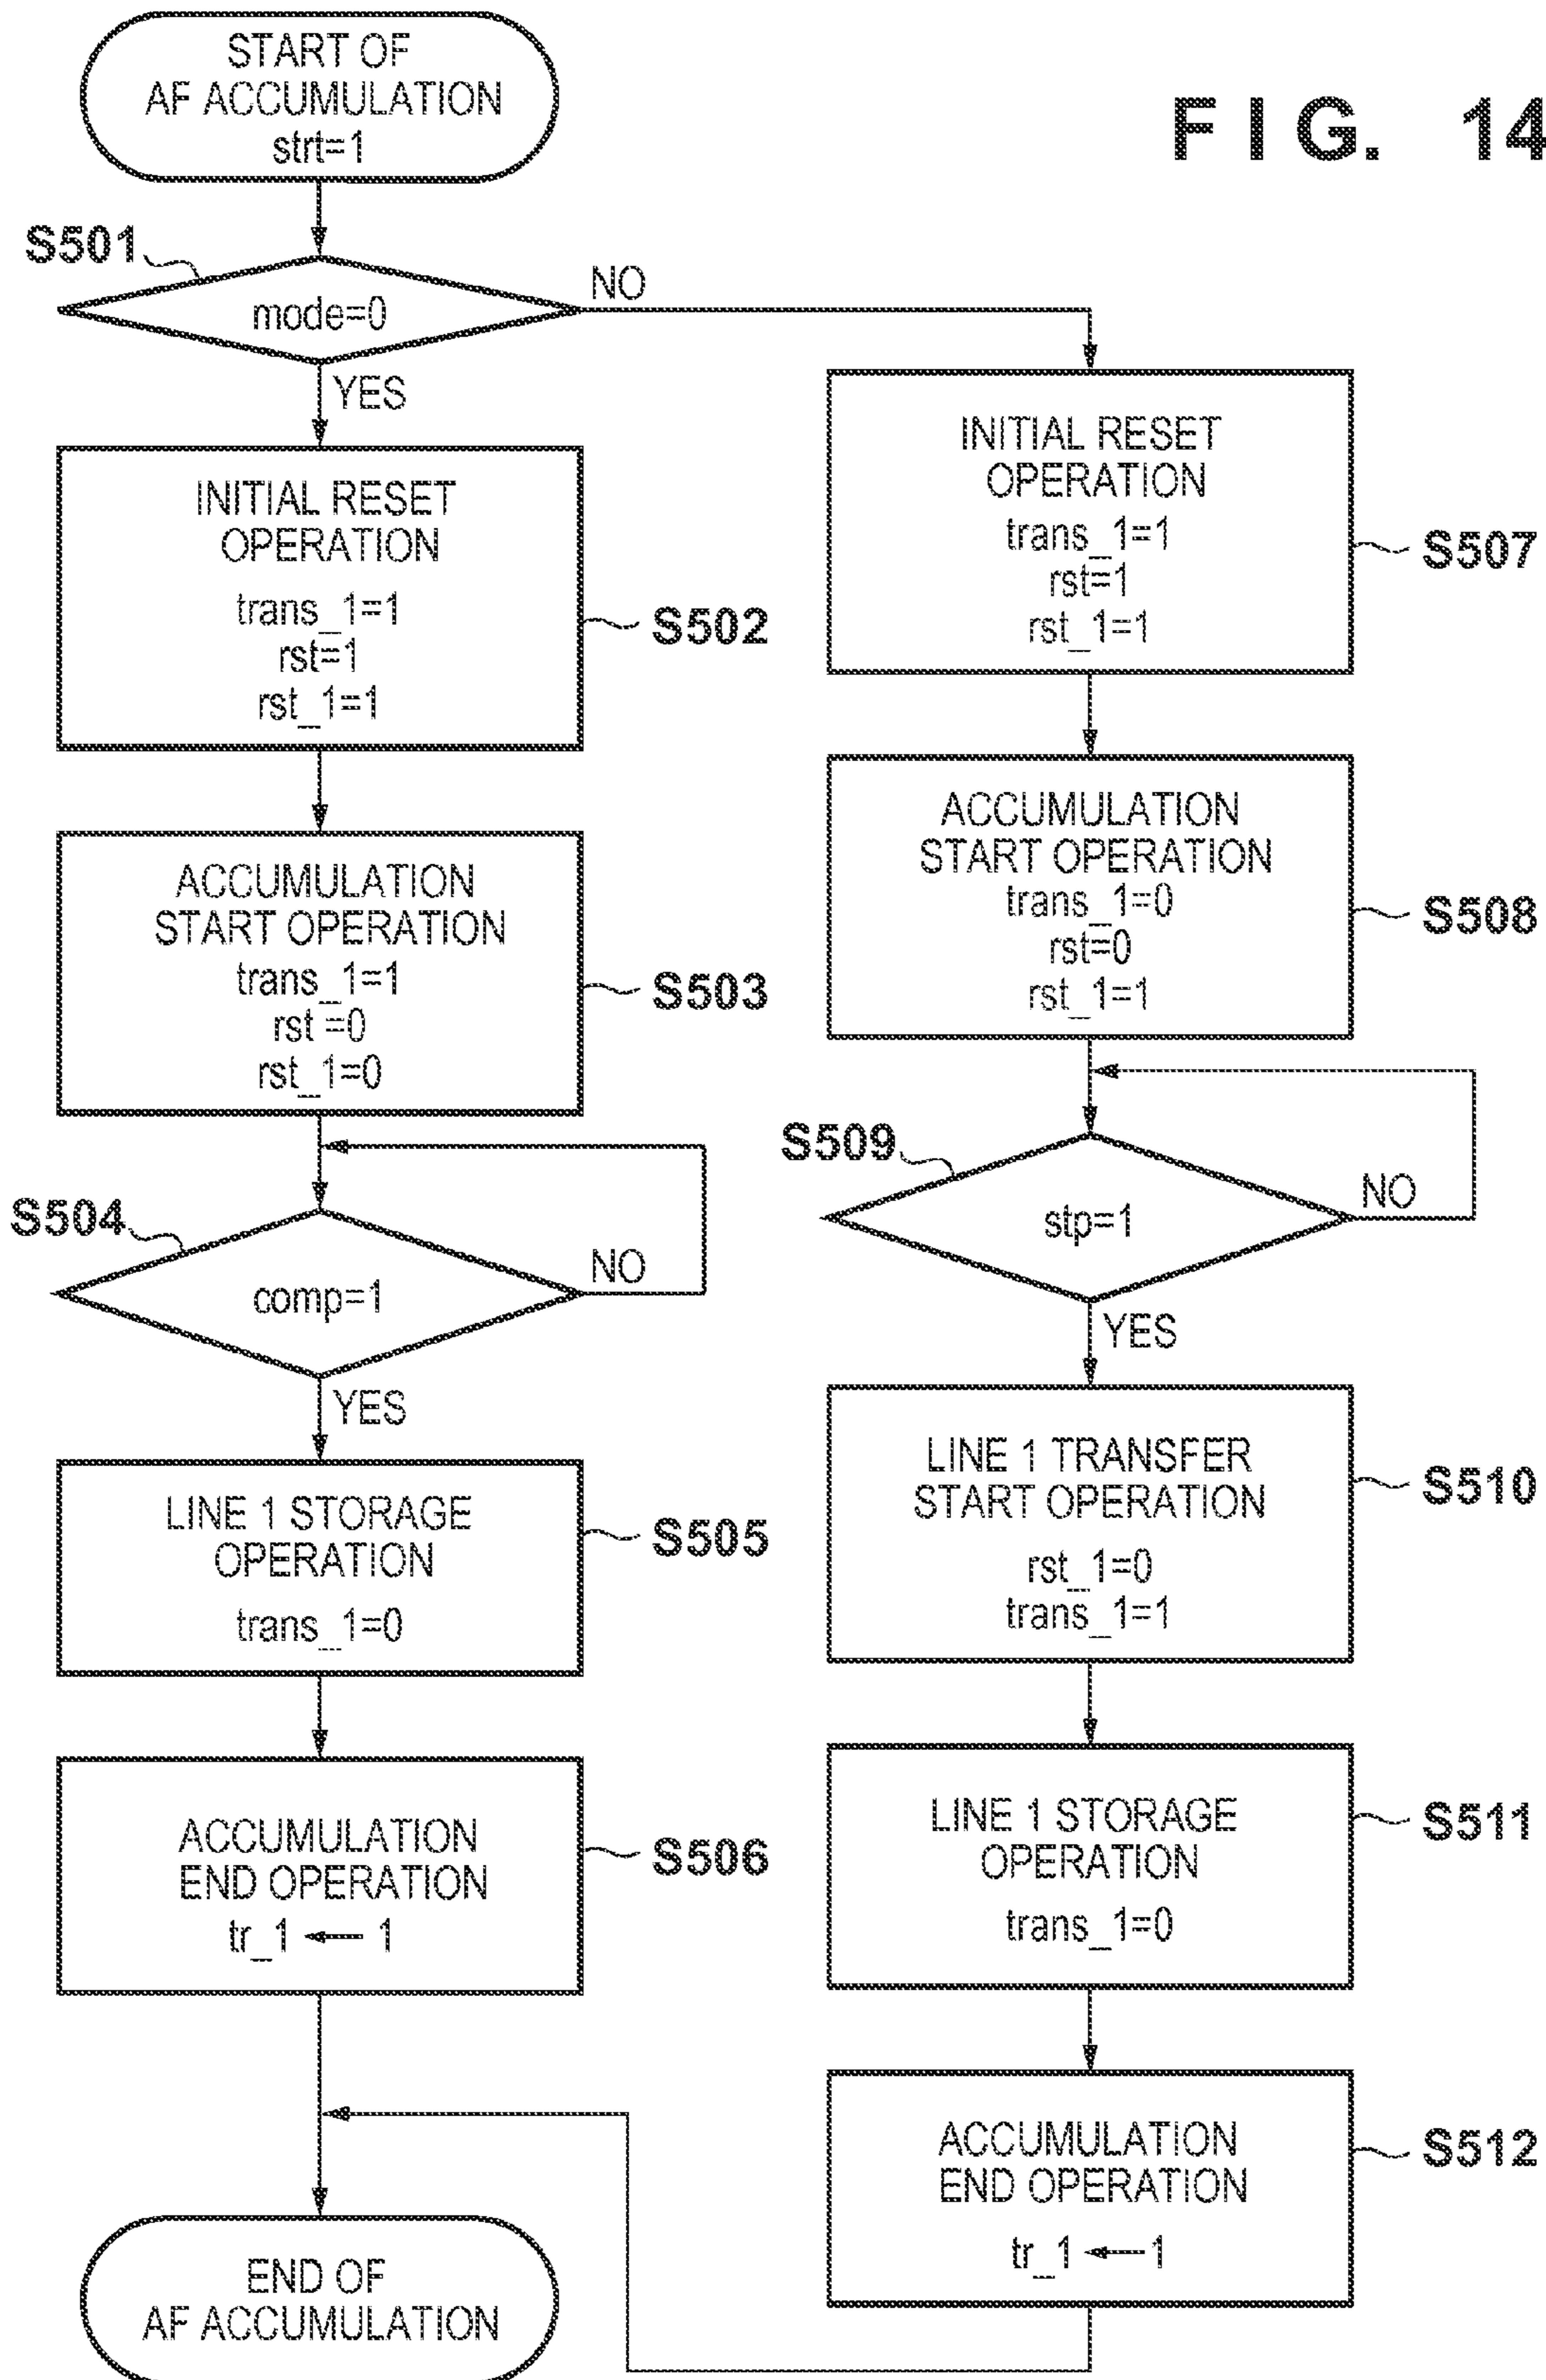 FIG. 14
START OF
AF ACCUMULATION
strt=1
S501
mode=0
NO
YES
INITIAL RESET
OPERATION
trans_1=1
rst=1
rst_1=1
S502
ACCUMULATION
START OPERATION
trans_1=1
rst =0
rst_1=0
S503
S504
comp=1
NO
YES
LINE 1 STORAGE
OPERATION
trans_1=0
S505
ACCUMULATION
END OPERATION
tr_1 ← 1
S506
INITIAL RESET
OPERATION
trans_1=1
rst=1
rst_1=1
S507
ACCUMULATION
START OPERATION
trans_1=0
rst=0
rst_1=1
S508
S509
stp=1
NO
YES
LINE 1 TRANSFER
START OPERATION
rst_1=0
trans_1=1
S510
LINE 1 STORAGE
OPERATION
trans_1=0
S511
ACCUMULATION
END OPERATION
tr_1 ← 1
S512
END OF
AF ACCUMULATION